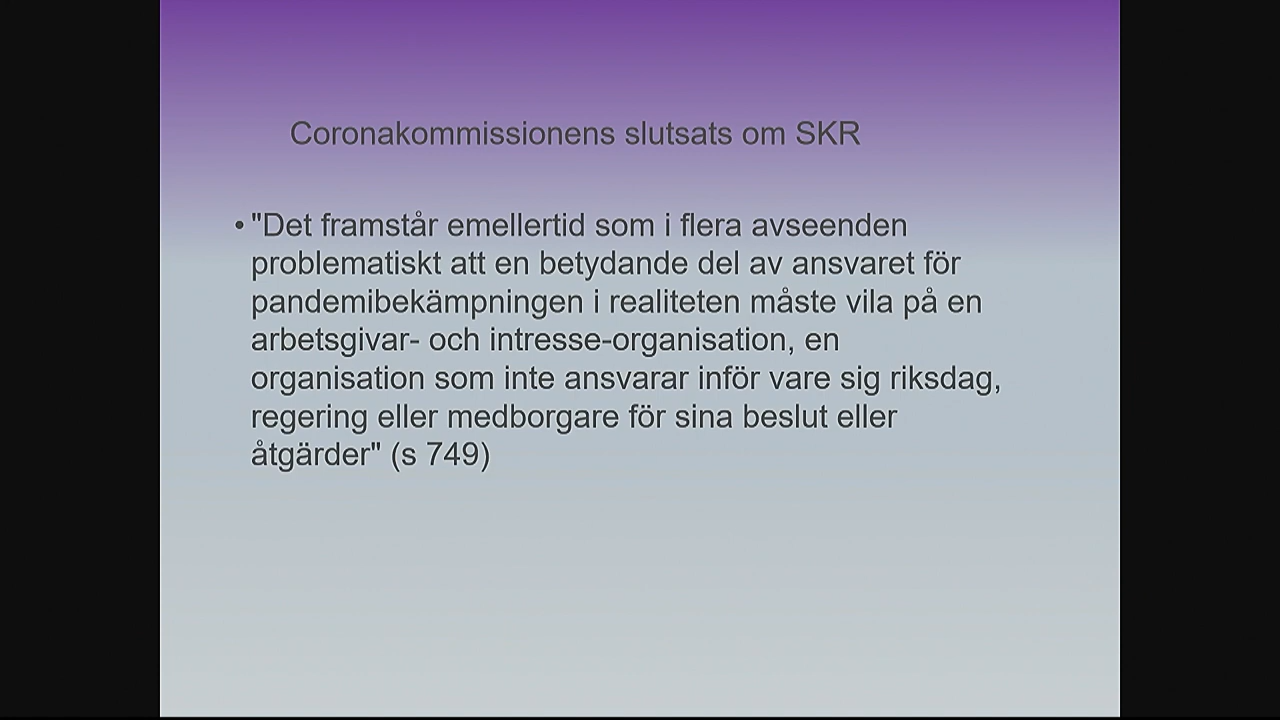 Coronakommissionens slutsats om SKR
• "Det framstår emellertid som i flera avseenden
problematiskt att en betydande del av ansvaret för
pandemibekämpningen i realiteten måste vila på en
arbetsgivar- och intresse-organisation, en
organisation som inte ansvarar inför vare sig riksdag,
regering eller medborgare för sina beslut eller
åtgärder" (s 749)